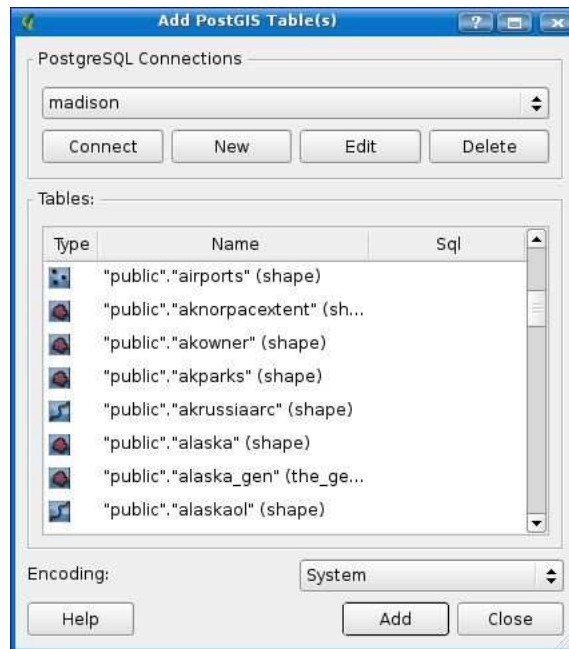 Add PostGIS Table(s)
PostgreSQL Connections
madison
Connect New Edit Delete
Tables:
Type Name Sql
"public"."airports" (shape)
"public"."aknorpacextent" (sh...
"public"."akowner" (shape)
"public"."akparks" (shape)
"public"."akrussiaarc" (shape)
"public"."alaska" (shape)
"public"."alaska_gen" (the_ge...
"public"."alaskaol" (shape)
Encoding: System
Help Add Close